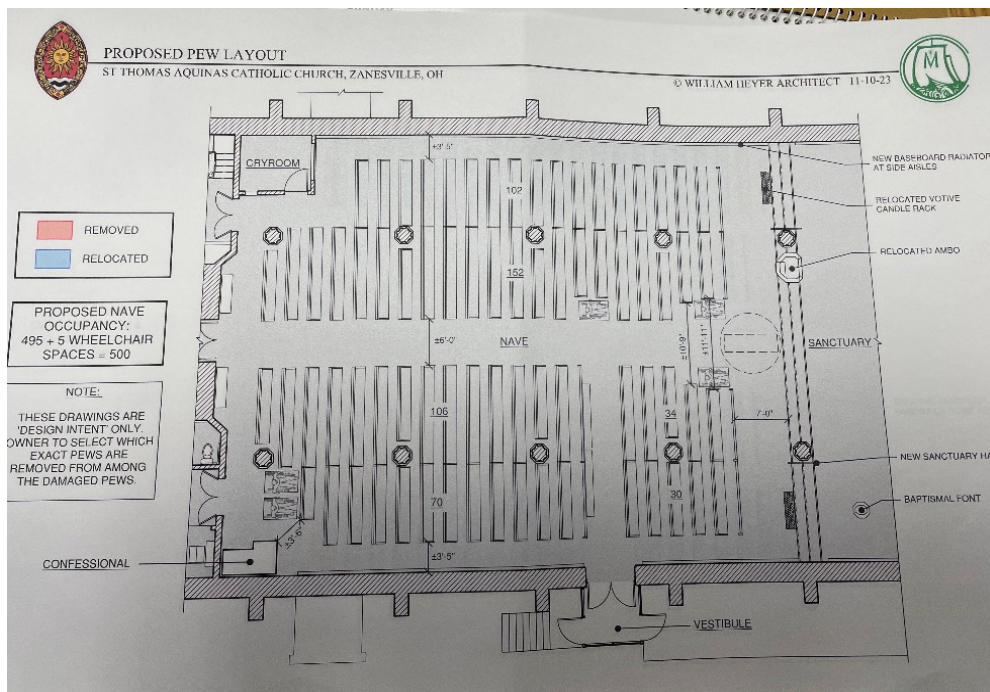 PROPOSED PEW LAYOUT
ST THOMAS AQUINAS CATHOLIC CHURCH, ZANESVILLE, OH
© WILLIAM HEYER ARCHITECT 11-10-23
M
CRYROOM
±3'-5"
NEW BASEBOARD RADIATOR
AT SIDE AISLES
102
RELOCATED VOTIVE
CANDLE RACK
REMOVED
RELOCATED
RELOCATED AMBO
152
PROPOSED NAVE
OCCUPANCY:
495 + 5 WHEELCHAIR
SPACES = 500
±6'-0"
NAVE
±10'-9"
±11'-11"
SANCTUARY
NOTE:
THESE DRAWINGS ARE
'DESIGN INTENT' ONLY.
OWNER TO SELECT WHICH
EXACT PEWS ARE
REMOVED FROM AMONG
THE DAMAGED PEWS.
106
34
7'-0"
NEW SANCTUARY HA
70
30
BAPTISMAL FONT
±3'-6"
±3'-5"
CONFESSIONAL
VESTIBULE